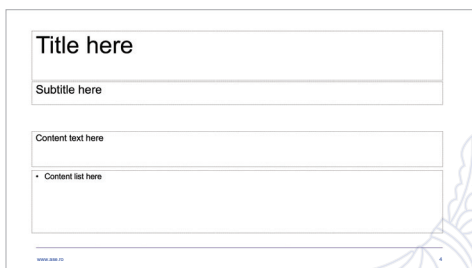 Title here
Subtitle here
Content text here
• Content list here
www.ase.ro
4